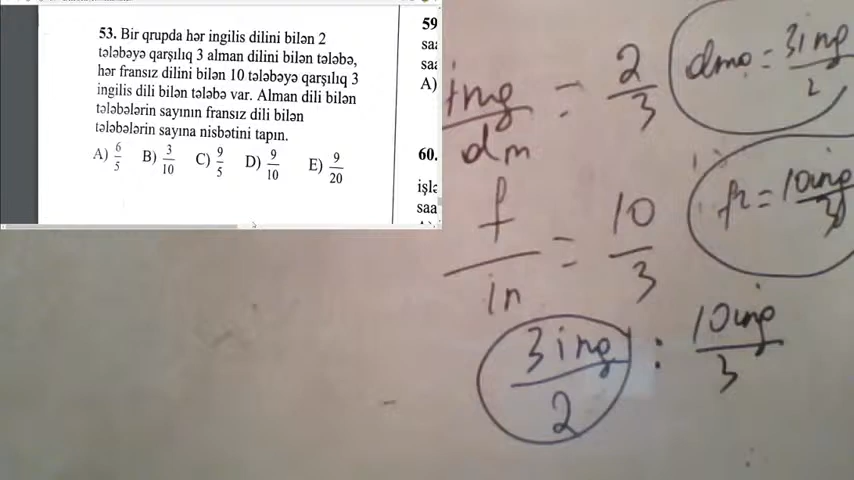 53. Bir qrupda hər ingilis dilini bilən 2
tələbəyə qarşılıq 3 alman dilini bilən tələbə,
hər fransız dilini bilən 10 tələbəyə qarşılıq 3
ingilis dili bilən tələbə var. Alman dili bilən
tələbələrin sayının fransız dili bilən
tələbələrin sayına nisbətini tapın.
A) 6/5 B) 3/10 C) 9/5 D) 9/10 E) 9/20
59
saa
saa
A)
60.
işlə
saa
ing/dm = 2/3
dmo = 3ing/2
f/in = 10/3
fr = 10ing/3
3ing/2 : 10ing/3